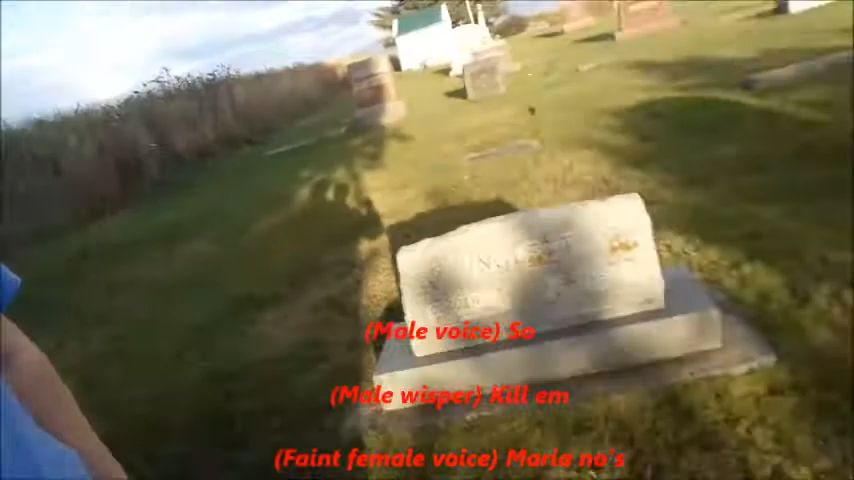 (Male voice) So
(Male wisper) Kill em
(Faint female voice) Marla no's